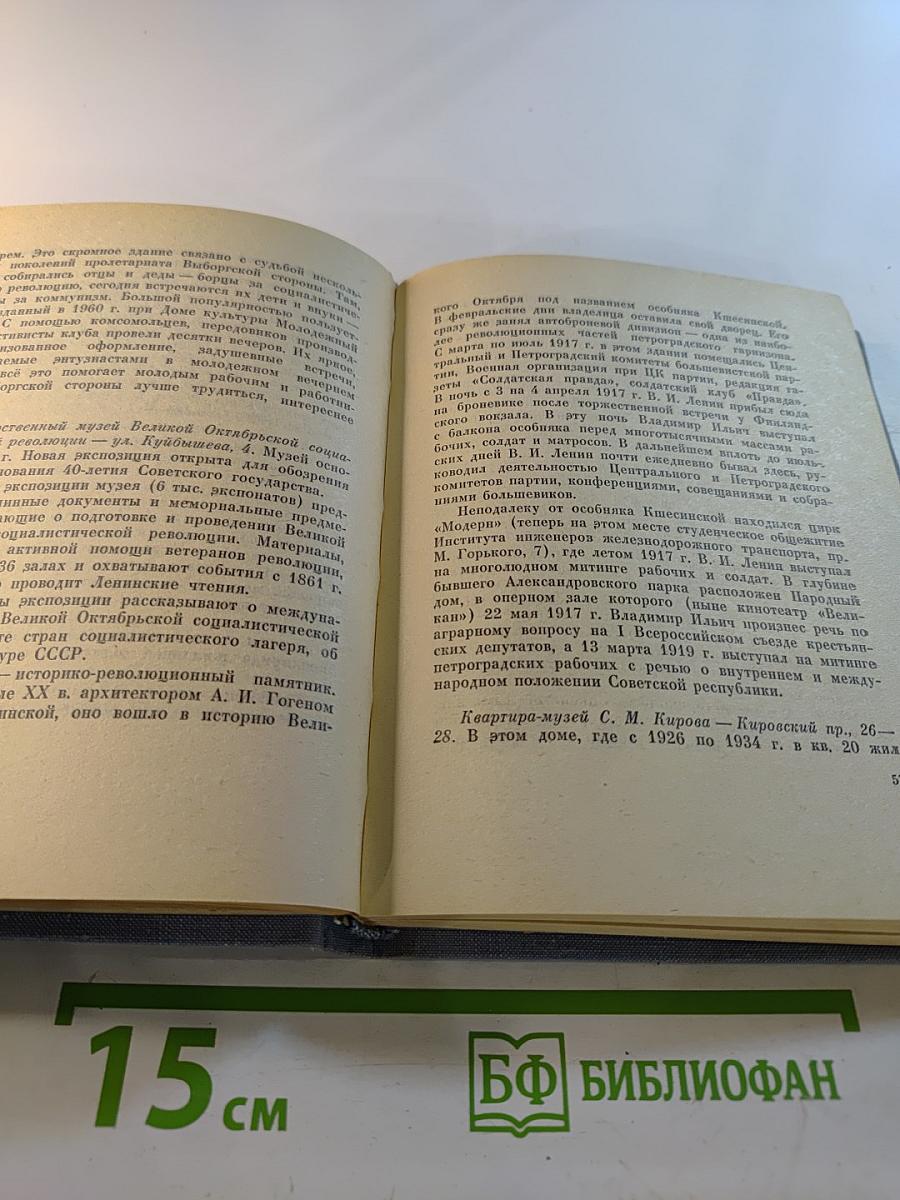 рем. Это скромное здание связано с судьбой несколь-
поколений пролетариата Выборгской стороны. Там,
собирались отцы и деды — борцы за социалистиче-
революцию, сегодня встречаются их дети и внуки —
ы за коммунизм. Большой популярностью пользует-
зданный в 1960 г. при Доме культуры Молодежный
С помощью комсомольцев, передовиков производ-
ктивисты клуба провели десятки вечеров. Их яркое,
изованное оформление, задушевные встречи,
аемые энтузиастами в молодежном вечернем
всё это помогает молодым рабочим и работни-
оргской стороны лучше трудиться, интереснее
рственный музей Великой Октябрьской социа-
й революции — ул. Куйбышева, 4. Музей осно-
г. Новая экспозиция открыта для обозрения
нования 40-летия Советского государства.
экспозиции музея (6 тыс. экспонатов) пред-
линные документы и мемориальные предме-
ающие о подготовке и проведении Великой
социалистической революции. Материалы,
активной помощи ветеранов революции,
36 залах и охватывают события с 1861 г.
о проводит Ленинские чтения.
ы экспозиции рассказывают о междуна-
Великой Октябрьской социалистической
те стран социалистического лагеря, об
уре СССР.
— историко-революционный памятник.
ле XX в. архитектором А. И. Гогеном
инской, оно вошло в историю Вели-
кого Октября под названием особняка Кшесинской.
В февральские дни владелица оставила свой дворец. Его
сразу же занял автоброневой дивизион — одна из наибо-
лее революционных частей петроградского гарнизона.
С марта по июль 1917 г. в этом здании помещались Цен-
тральный и Петроградский комитеты большевистской пар-
тии, Военная организация при ЦК партии, редакция га-
зеты «Солдатская правда», солдатский клуб «Правда».
В ночь с 3 на 4 апреля 1917 г. В. И. Ленин прибыл сюда
на броневике после торжественной встречи у Финлянд-
ского вокзала. В эту ночь Владимир Ильич выступал
с балкона особняка перед многотысячными массами ра-
бочих, солдат и матросов. В дальнейшем вплоть до июль-
ских дней В. И. Ленин почти ежедневно бывал здесь, ру-
ководил деятельностью Центрального и Петроградского
комитетов партии, конференциями, совещаниями и собра-
ниями большевиков.
Неподалеку от особняка Кшесинской находился цирк
«Модерн» (теперь на этом месте студенческое общежитие
Института инженеров железнодорожного транспорта, пр.
М. Горького, 7), где летом 1917 г. В. И. Ленин выступал
на многолюдном митинге рабочих и солдат. В глубине
бывшего Александровского парка расположен Народный
дом, в оперном зале которого (ныне кинотеатр «Вели-
кан») 22 мая 1917 г. Владимир Ильич произнес речь по
аграрному вопросу на I Всероссийском съезде крестьян-
ских депутатов, а 13 марта 1919 г. выступал на митинге
петроградских рабочих с речью о внутреннем и между-
народном положении Советской республики.
Квартира-музей С. М. Кирова — Кировский пр., 26—
28. В этом доме, где с 1926 по 1934 г. в кв. 20 жил
15 см
БФ БИБЛИОФАН